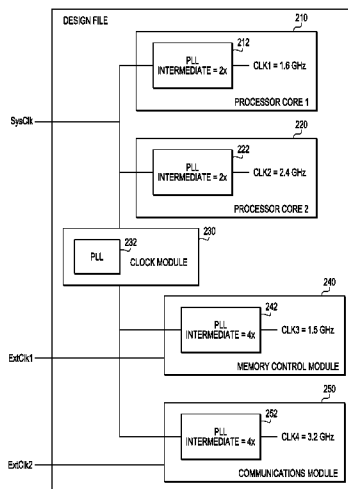 DESIGN FILE
210
212
PLL
INTERMEDIATE = 2x
CLK1 = 1.6 GHz
PROCESSOR CORE 1
SysClk
220
222
PLL
INTERMEDIATE = 2x
CLK2 = 2.4 GHz
PROCESSOR CORE 2
230
232
PLL
CLOCK MODULE
240
242
PLL
INTERMEDIATE = 4x
CLK3 = 1.5 GHz
ExtClk1
MEMORY CONTROL MODULE
250
252
PLL
INTERMEDIATE = 4x
CLK4 = 3.2 GHz
ExtClk2
COMMUNICATIONS MODULE